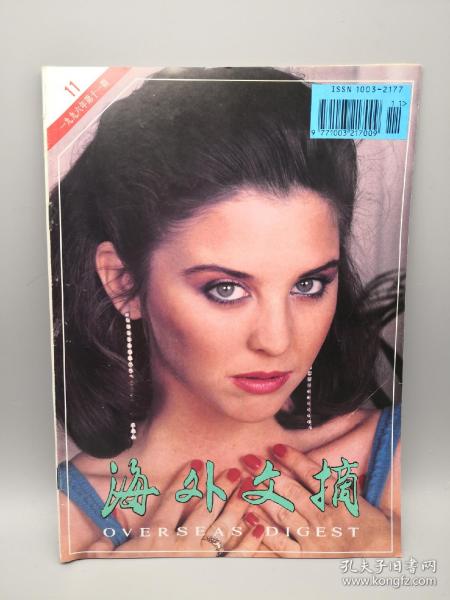 11
一九九六年第十一期
ISSN 1003-2177
11>
9 771003 217009
海外文摘
OVERSEAS DIGEST
孔夫子旧书网
www.kongfz.com